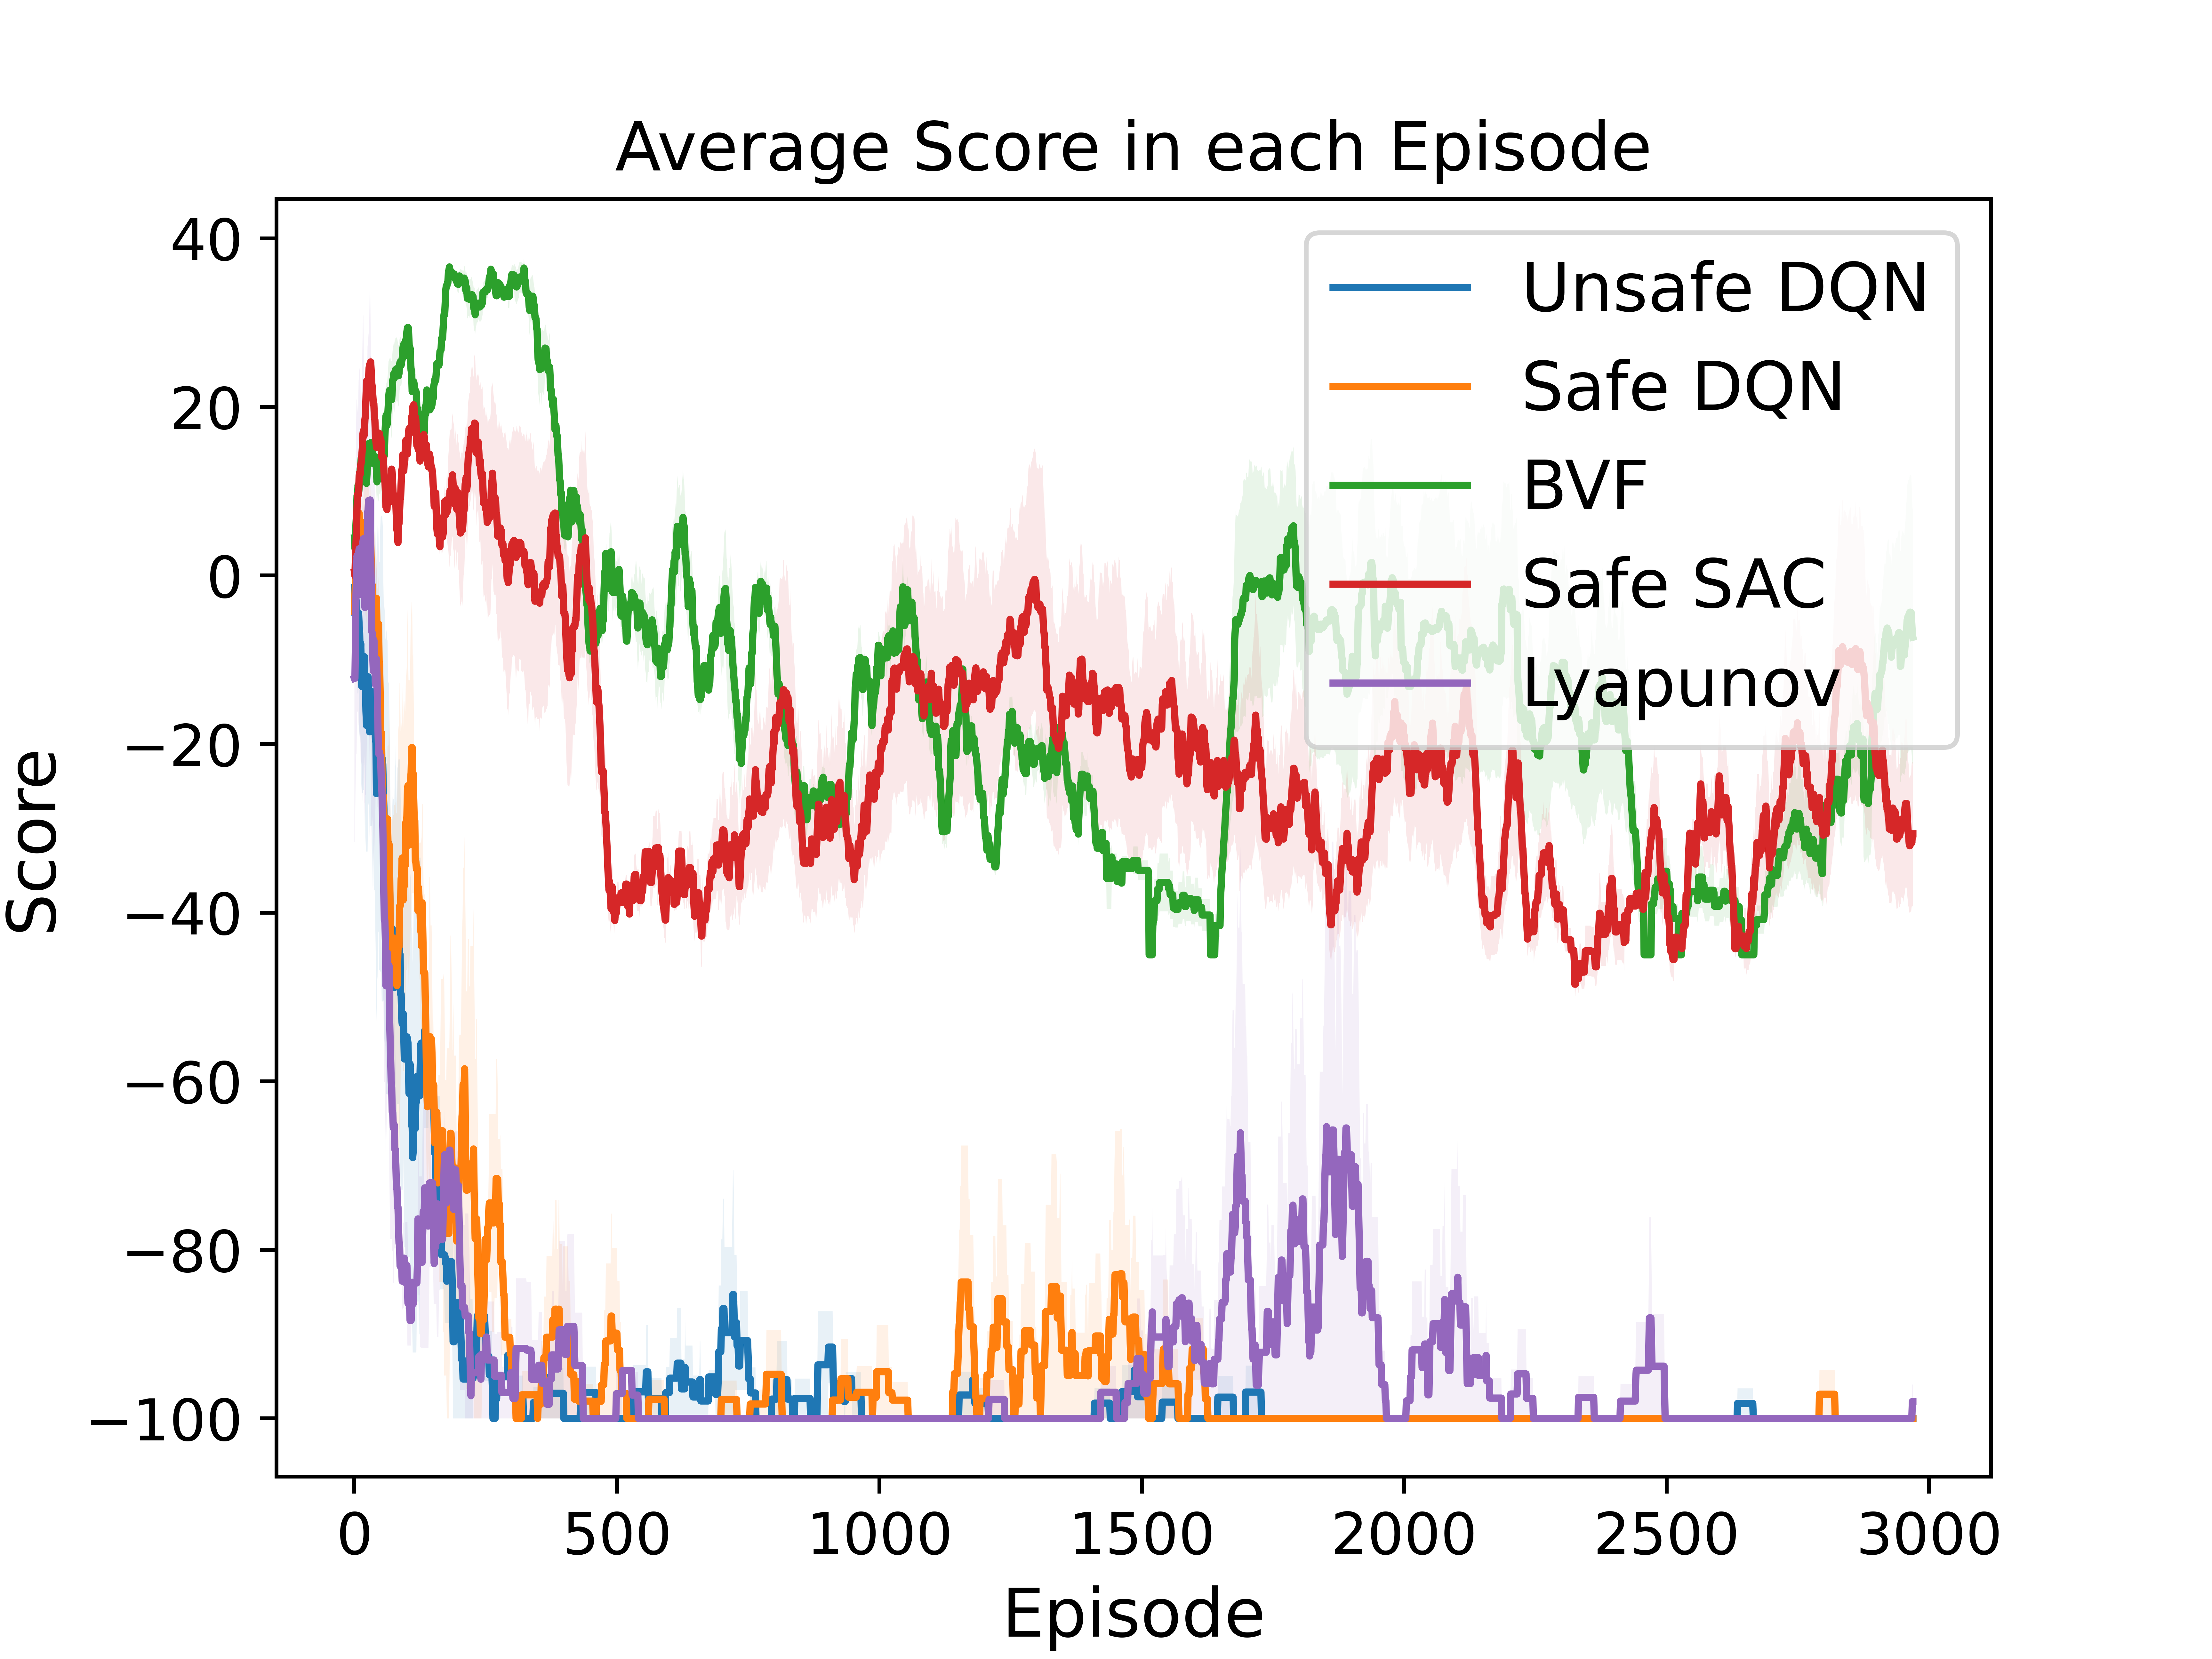 Average Score in each Episode
40
20
0
−20
−40
−60
−80
−100
Score
Unsafe DQN
Safe DQN
BVF
Safe SAC
Lyapunov
0 500 1000 1500 2000 2500 3000
Episode